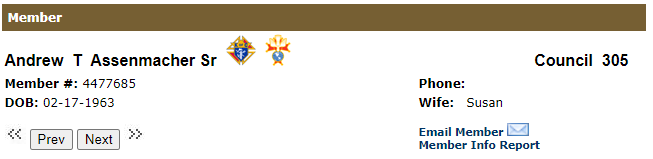 Member
Andrew T Assenmacher Sr Council 305
Member #: 4477685 Phone:
DOB: 02-17-1963 Wife: Susan
<< Prev Next >> Email Member
Member Info Report